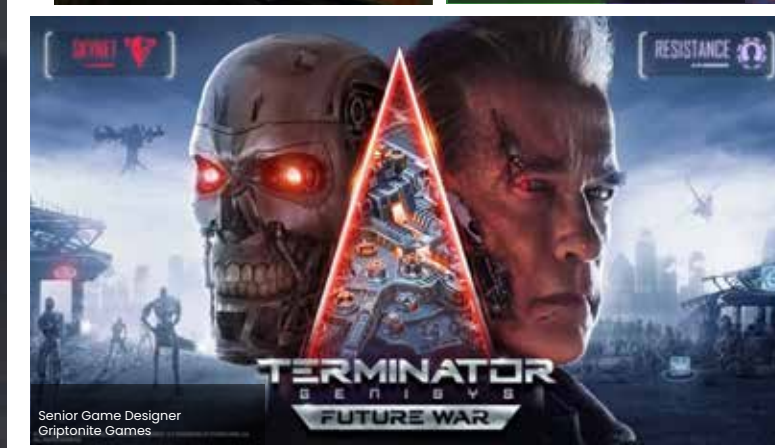 SKYNET
RESISTANCE
TERMINATOR
GENISYS
FUTURE WAR
Senior Game Designer
Griptonite Games